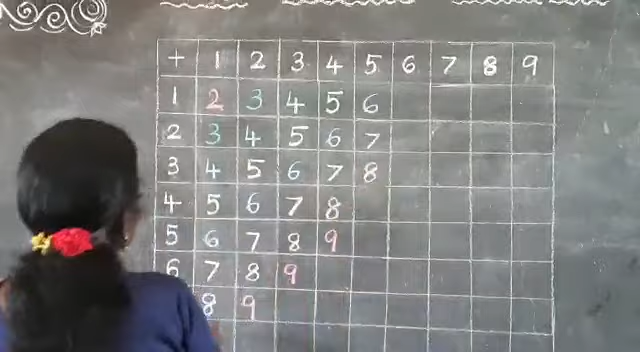 + 1 2 3 4 5 6 7 8 9
1 2 3 4 5 6
2 3 4 5 6 7
3 4 5 6 7 8
4 5 6 7 8
5 6 7 8 9
6 7 8 9
8 9